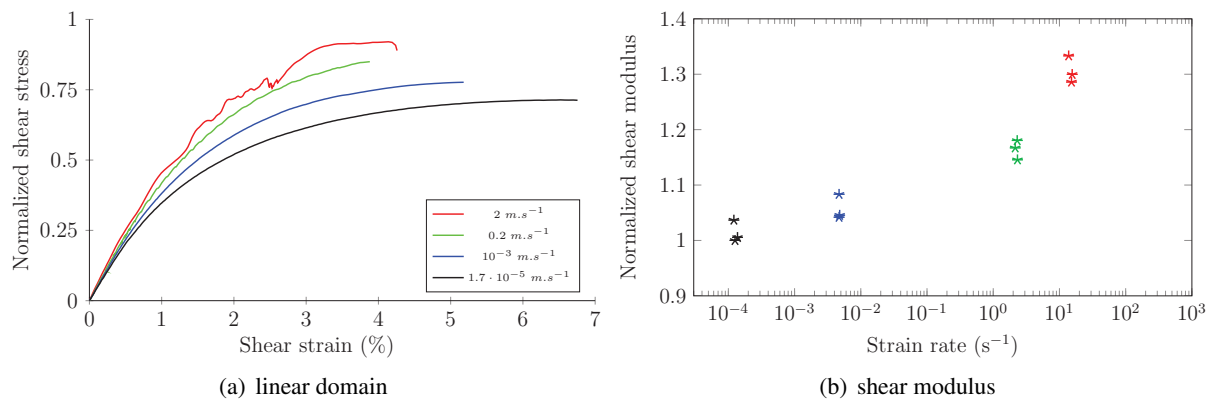 Normalized shear stress
1
0.75
0.5
0.25
0
0 1 2 3 4 5 6 7
Shear strain (%)
2 m.s⁻¹
0.2 m.s⁻¹
10⁻³ m.s⁻¹
1.7 · 10⁻⁵ m.s⁻¹
(a) linear domain
Normalized shear modulus
1.4
1.3
1.2
1.1
1
0.9
10⁻⁴ 10⁻³ 10⁻² 10⁻¹ 10⁰ 10¹ 10² 10³
Strain rate (s⁻¹)
(b) shear modulus